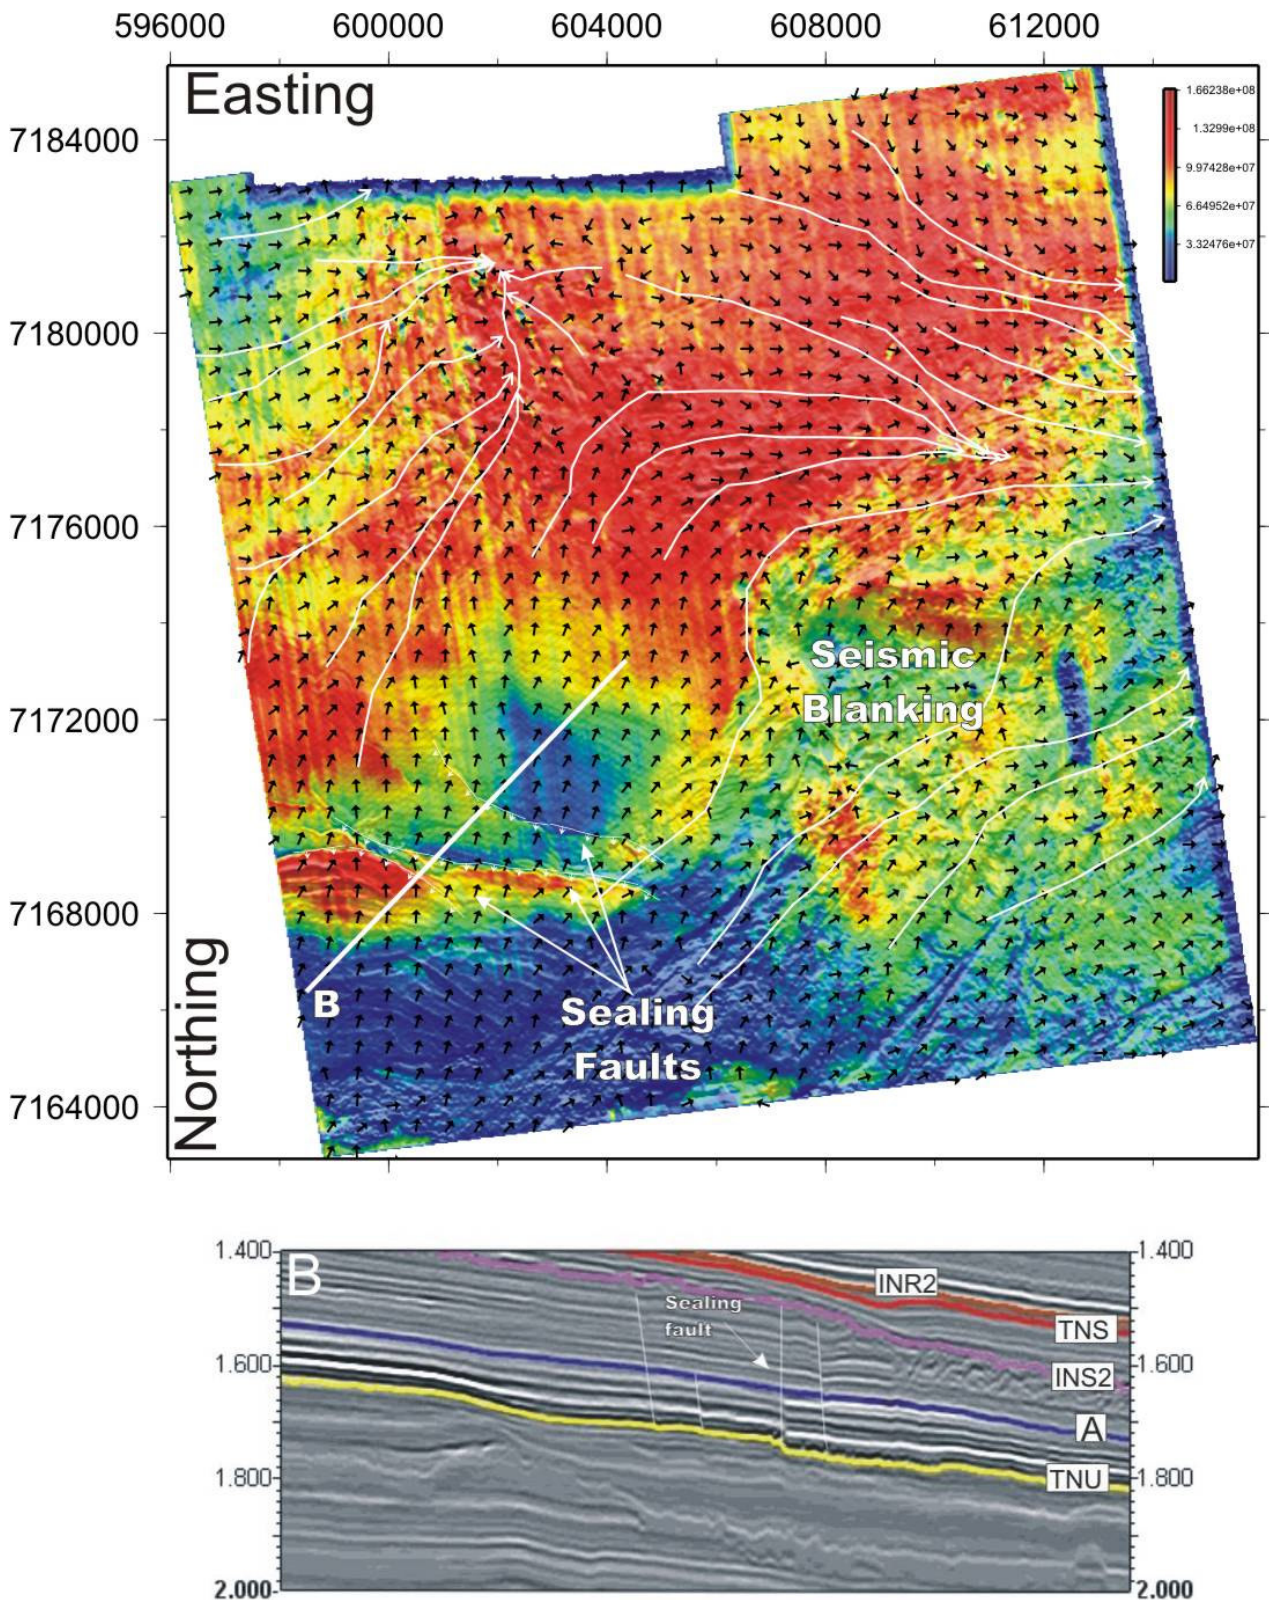 596000 600000 604000 608000 612000
Easting
1.66238e+08
1.3299e+08
9.97428e+07
6.64952e+07
3.32476e+07
7184000
7180000
7176000
7172000
7168000
7164000
Northing
Seismic
Blanking
B
Sealing
Faults
B
1.400 1.400
INR2
Sealing
fault
TNS
1.600 1.600
INS2
A
TNU
1.800 1.800
2.000 2.000